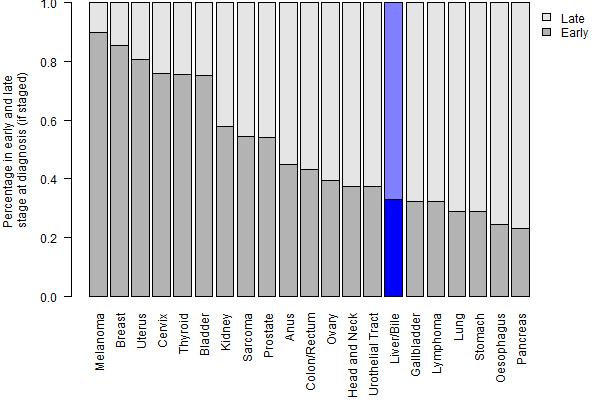 Percentage in early and late
stage at diagnosis (if staged)
1.0
0.8
0.6
0.4
0.2
0.0
Late
Early
Melanoma
Breast
Uterus
Cervix
Thyroid
Bladder
Kidney
Sarcoma
Prostate
Anus
Colon/Rectum
Ovary
Head and Neck
Urothelial Tract
Liver/Bile
Gallbladder
Lymphoma
Lung
Stomach
Oesophagus
Pancreas